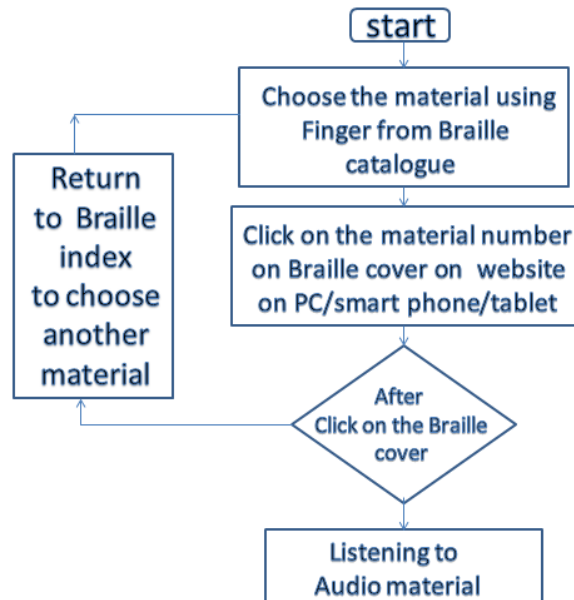 start
Choose the material using
Finger from Braille
catalogue
Click on the material number
on Braille cover on website
on PC/smart phone/tablet
After
Click on the Braille
cover
Return
to Braille
index
to choose
another
material
Listening to
Audio material